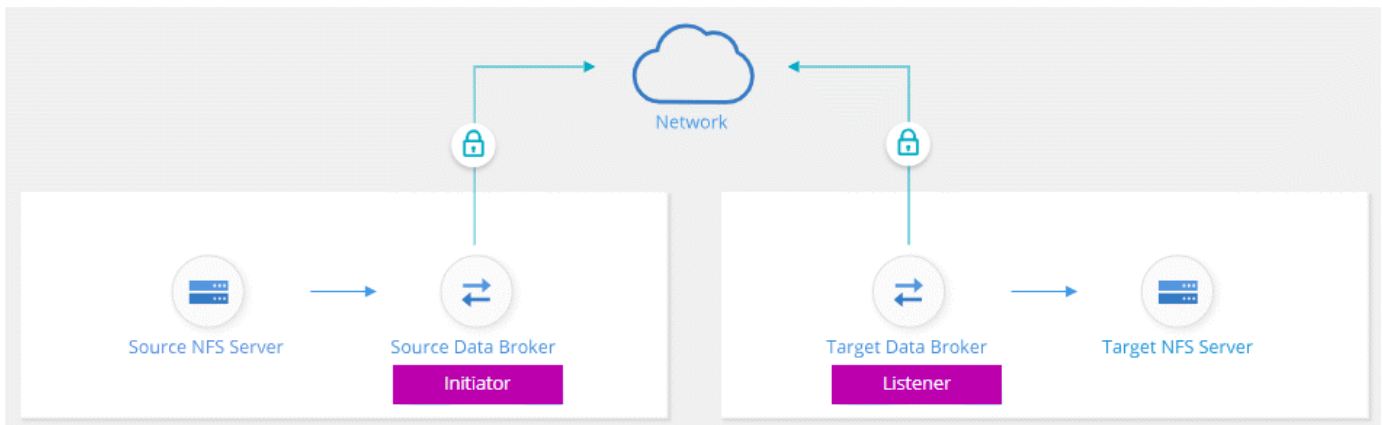 Network
Source NFS Server
Source Data Broker
Target Data Broker
Target NFS Server
Initiator
Listener